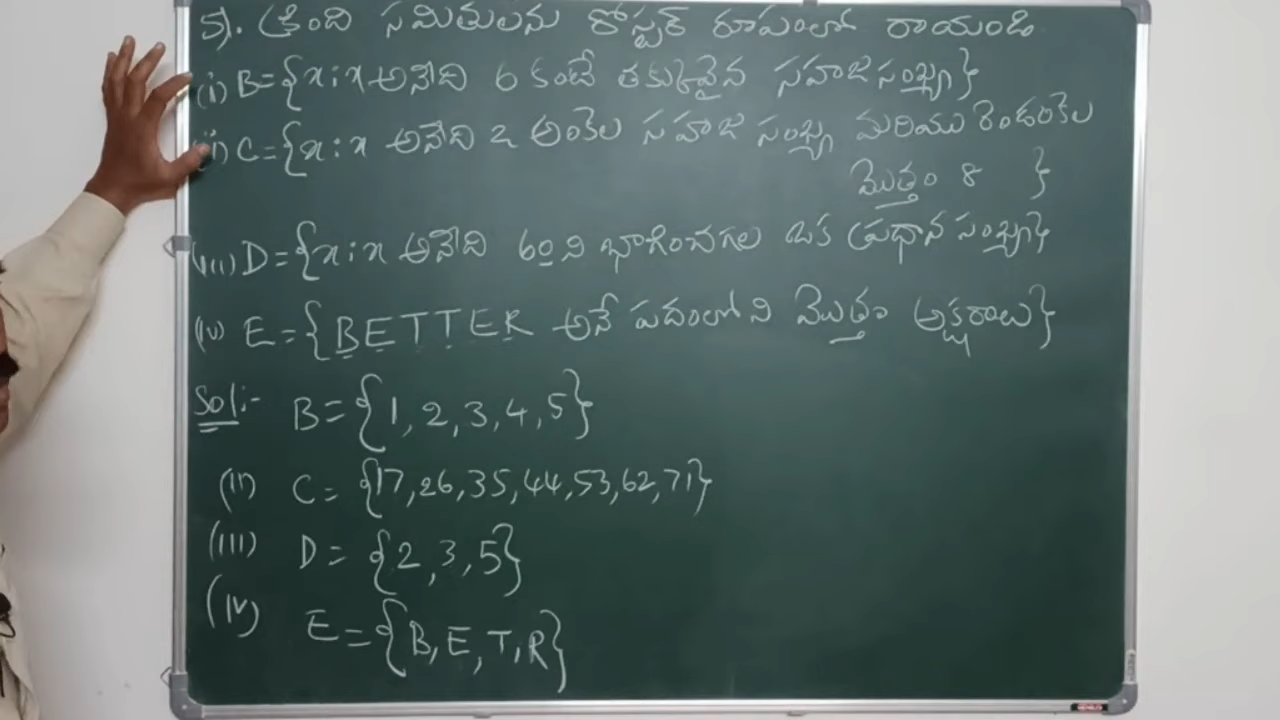 5). క్రింది సమితులను రోస్టర్ రూపంలో రాయండి
(i) B={x:x అనేది 6 కంటే తక్కువైన సహజ సంఖ్య}
(ii) C={x:x అనేది 2 అంకెల సహజ సంఖ్య మరియు రెండంకెల
మొత్తం 8 }
(iii) D={x:x అనేది 60ని భాగించగల ఒక ప్రధాన సంఖ్య}
(iv) E={BETTER అనే పదంలోని మొత్తం అక్షరాలు}
Sol:- B={1,2,3,4,5}
(ii) C={17,26,35,44,53,62,71}
(iii) D={2,3,5}
(iv) E={B,E,T,R}
GENIUS